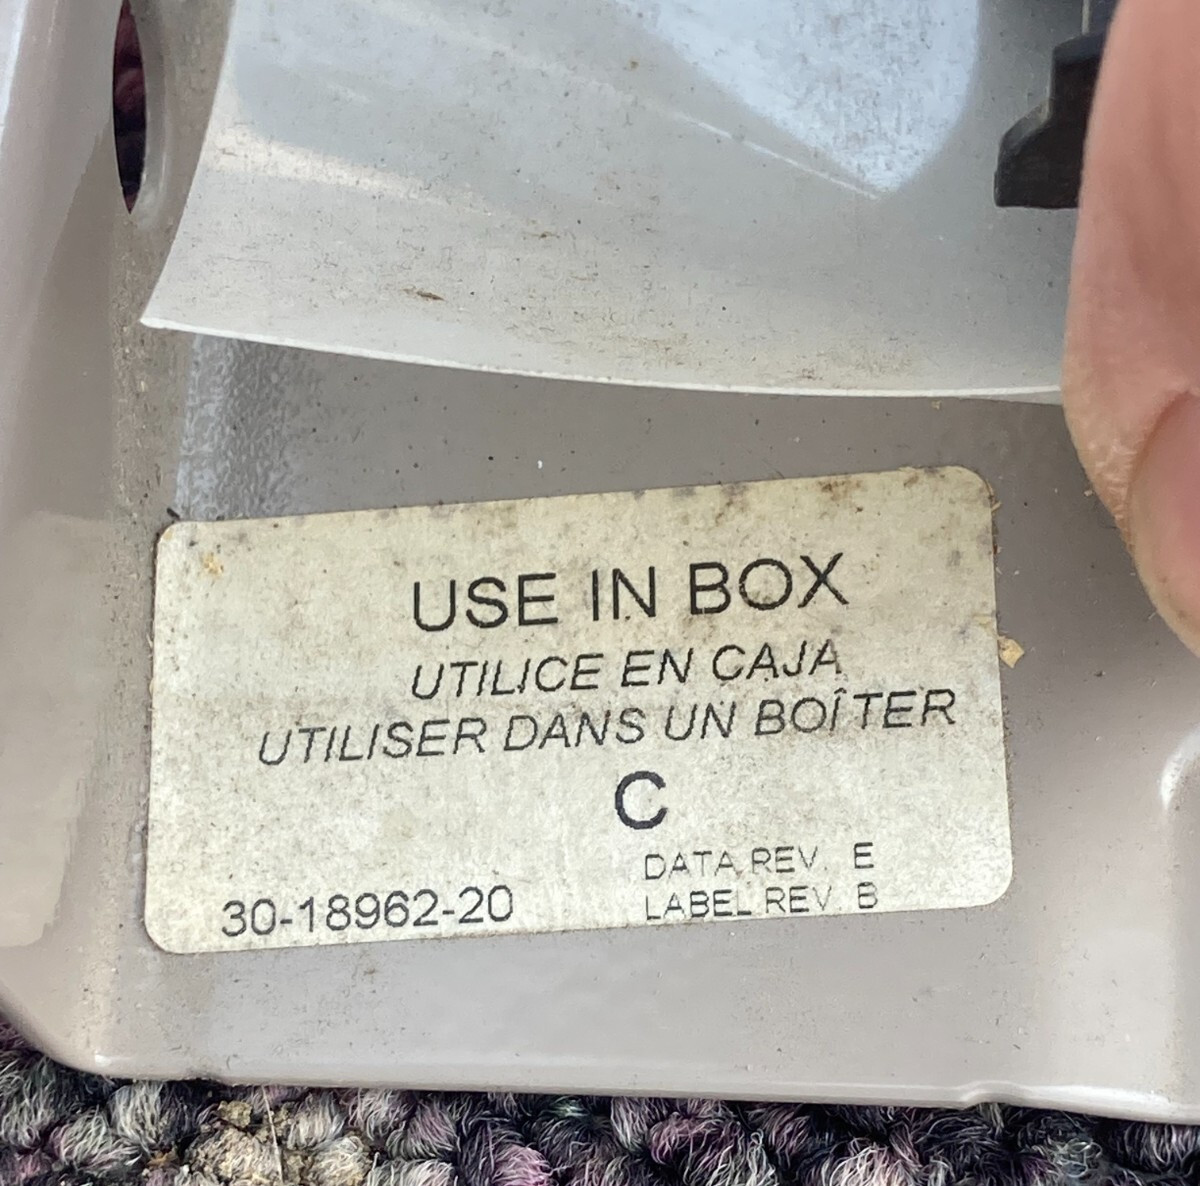 USE IN BOX
UTILICE EN CAJA
UTILISER DANS UN BOÎTER
C
DATA REV. E
30-18962-20
LABEL REV. B